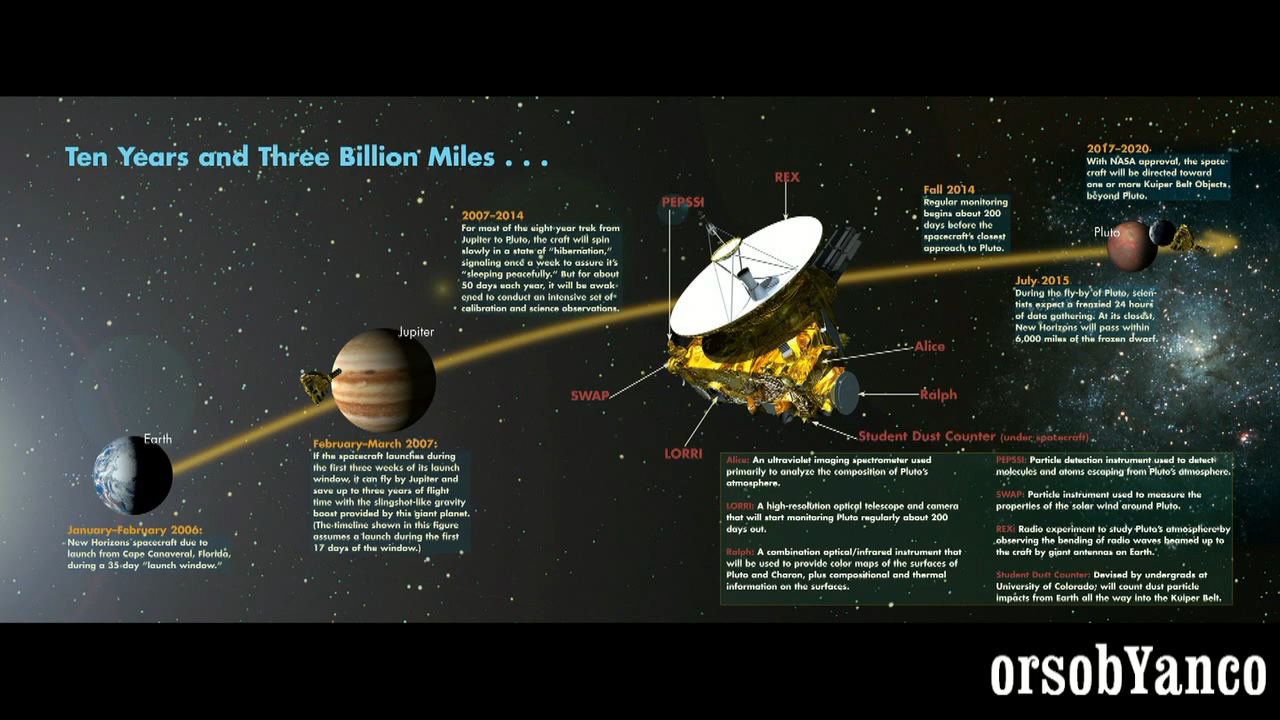 Ten Years and Three Billion Miles . . .
Earth
January–February 2006:
New Horizons spacecraft due to
launch from Cape Canaveral, Florida,
during a 35-day “launch window.”
Jupiter
February–March 2007:
If the spacecraft launches during
the first three weeks of its launch
window, it can fly by Jupiter and
save up to three years of flight
time with the slingshot-like gravity
boost provided by this giant planet.
(The timeline shown in this figure
assumes a launch during the first
17 days of the window.)
2007–2014
For most of the eight-year trek from
Jupiter to Pluto, the craft will spin
slowly in a state of “hibernation,”
signaling once a week to assure it’s
“sleeping peacefully.” But for about
50 days each year, it will be awak-
ened to conduct an intensive set of
calibration and science observations.
PEPSSI
REX
SWAP
LORRI
Alice
Ralph
Student Dust Counter (under spacecraft)
Fall 2014
Regular monitoring
begins about 200
days before the
spacecraft’s closest
approach to Pluto.
Pluto
July 2015
During the fly-by of Pluto, scien-
tists expect a frenzied 24 hours
of data gathering. At its closest,
New Horizons will pass within
6,000 miles of the frozen dwarf.
2017–2020
With NASA approval, the space-
craft will be directed toward
one or more Kuiper Belt Objects
beyond Pluto.
Alice: An ultraviolet imaging spectrometer used
primarily to analyze the composition of Pluto’s
atmosphere.
LORRI: A high-resolution optical telescope and camera
that will start monitoring Pluto regularly about 200
days out.
Ralph: A combination optical/infrared instrument that
will be used to provide color maps of the surfaces of
Pluto and Charon, plus compositional and thermal
information on the surfaces.
PEPSSI: Particle detection instrument used to detect
molecules and atoms escaping from Pluto’s atmosphere.
SWAP: Particle instrument used to measure the
properties of the solar wind around Pluto.
REX: Radio experiment to study Pluto’s atmosphere by
observing the bending of radio waves beamed up to
the craft by giant antennas on Earth.
Student Dust Counter: Devised by undergrads at
University of Colorado; will count dust particle
impacts from Earth all the way into the Kuiper Belt.
orsobYanco